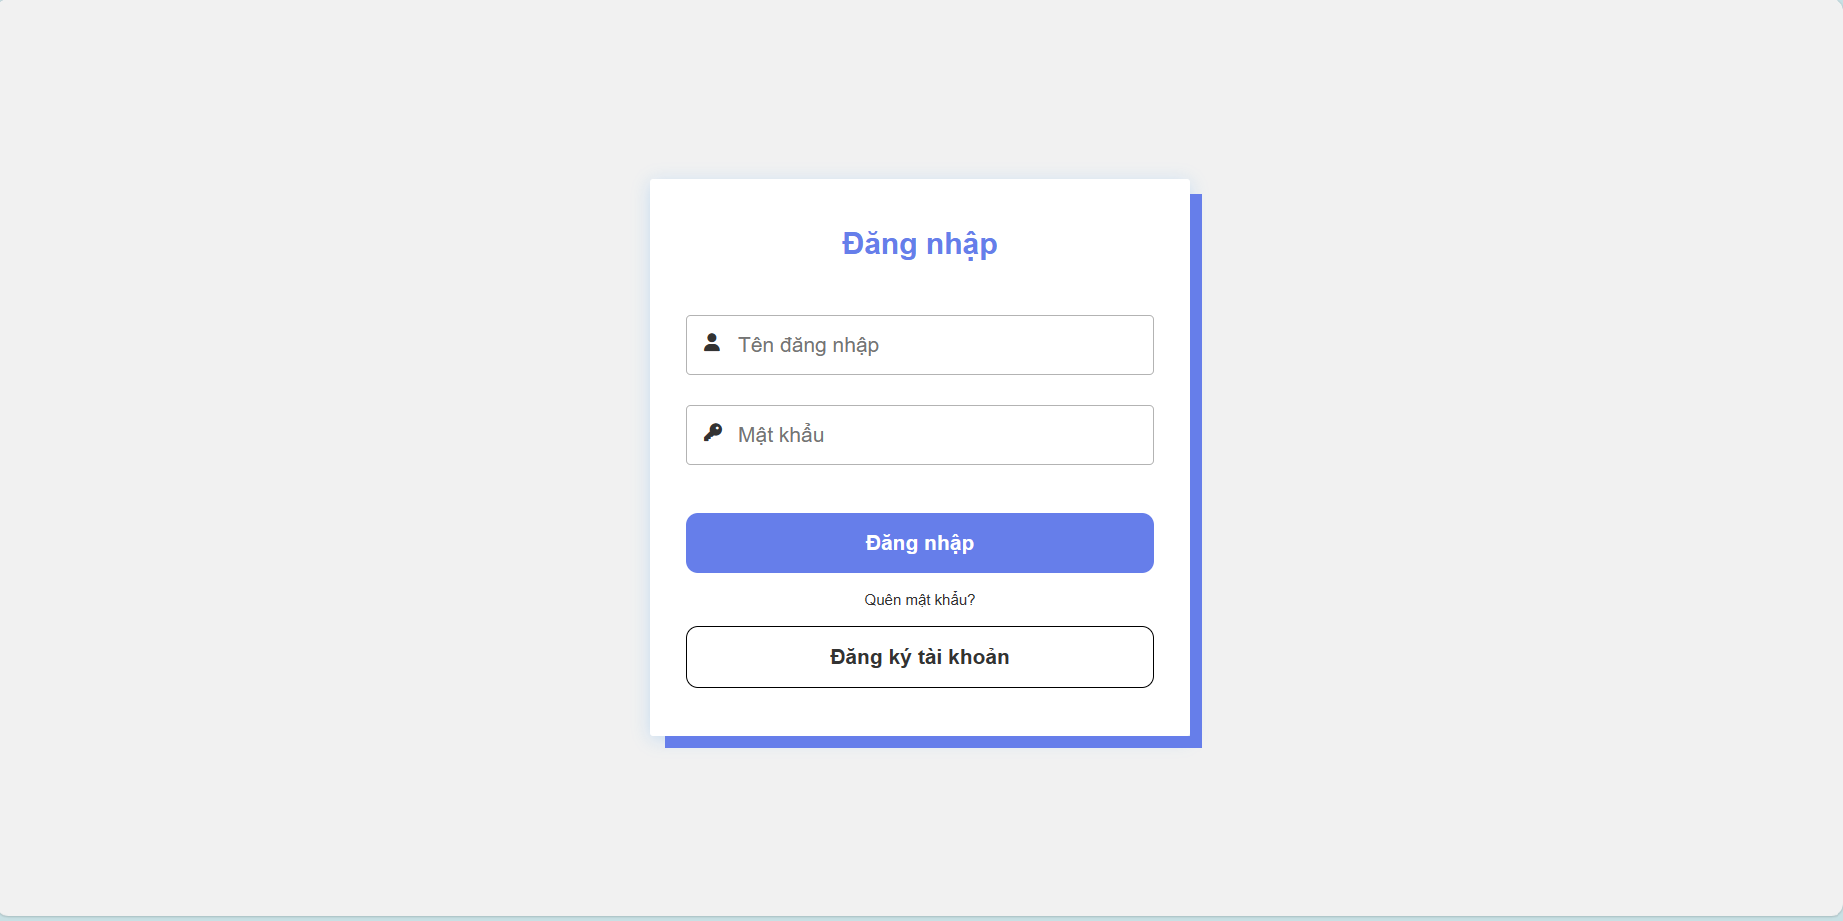 Đăng nhập
Tên đăng nhập
Mật khẩu
Đăng nhập
Quên mật khẩu?
Đăng ký tài khoản